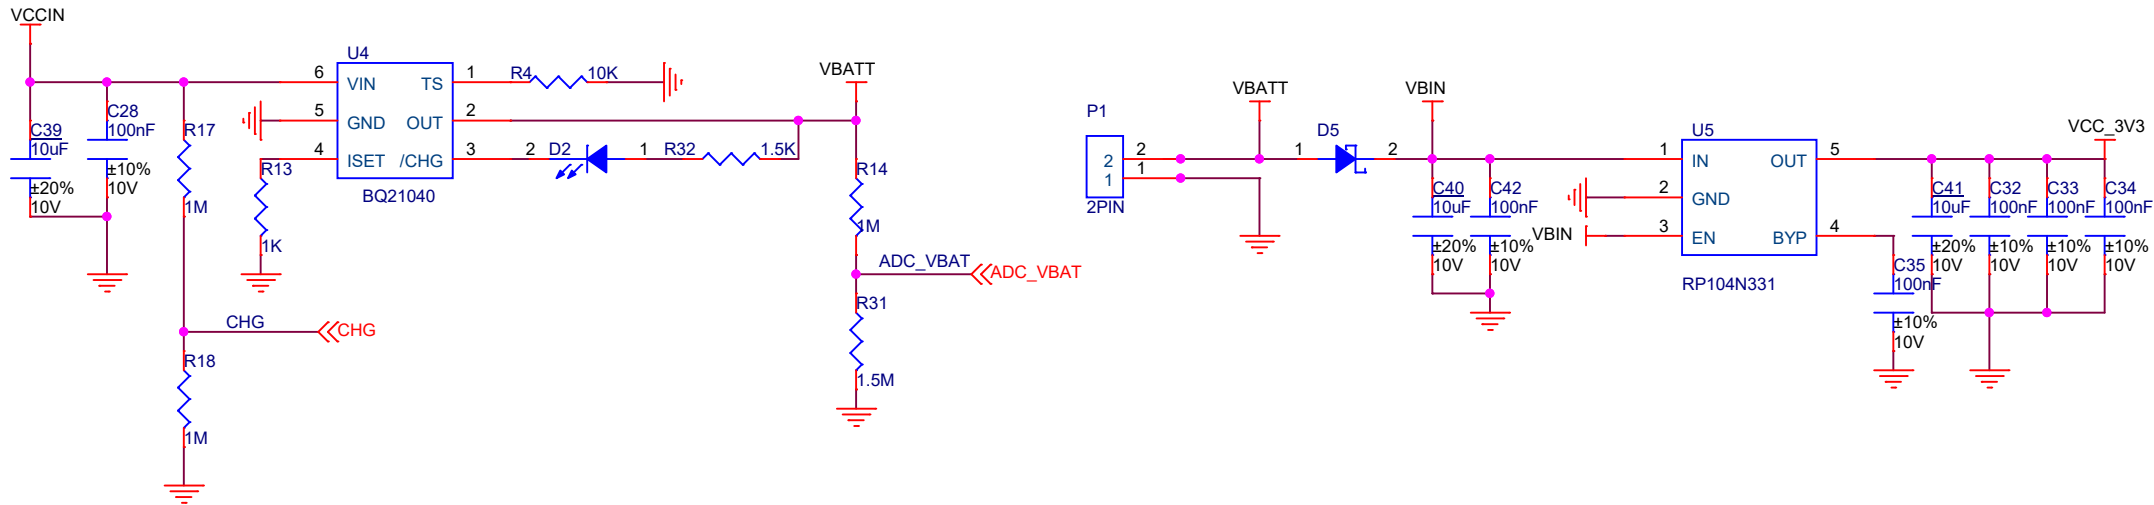 VCCIN
U4
6
VIN
TS
1
R4
10K
5
GND
OUT
2
4
ISET
/CHG
3
BQ21040
C39
10uF
±20%
10V
C28
100nF
±10%
10V
R17
1M
R13
1K
2
D2
1
R32
1.5K
VBATT
R14
1M
ADC_VBAT
ADC_VBAT
R31
1.5M
CHG
CHG
R18
1M
P1
2
2
1
1
2PIN
VBATT
1
D5
2
VBIN
C40
10uF
±20%
10V
C42
100nF
±10%
10V
VBIN
U5
1
IN
OUT
5
2
GND
3
EN
BYP
4
RP104N331
C35
100nF
±10%
10V
VCC_3V3
C41
10uF
±20%
10V
C32
100nF
±10%
10V
C33
100nF
±10%
10V
C34
100nF
±10%
10V